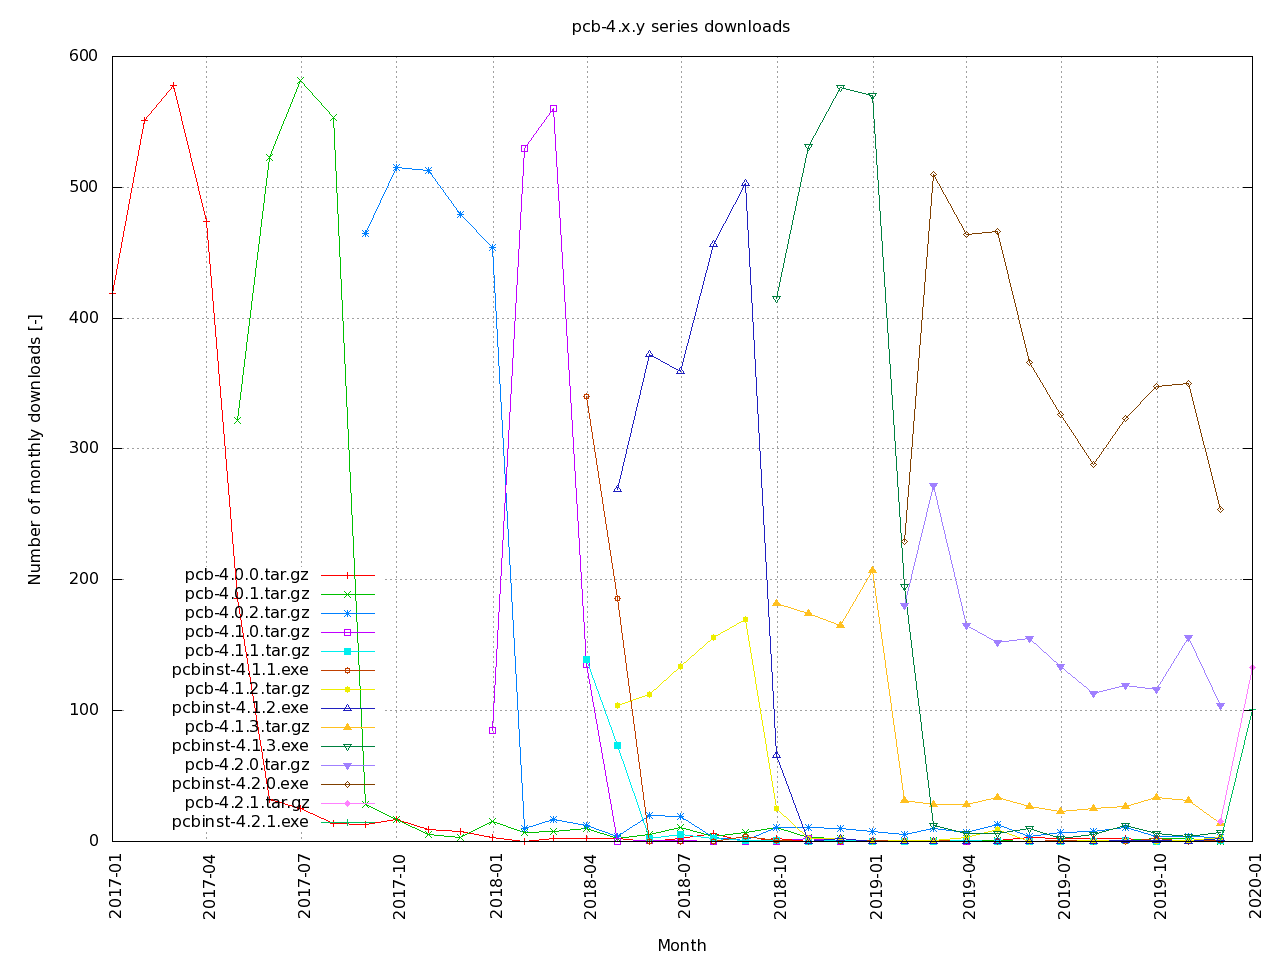 pcb-4.x.y series downloads
600
500
400
300
200
100
0
Number of monthly downloads [-]
pcb-4.0.0.tar.gz
pcb-4.0.1.tar.gz
pcb-4.0.2.tar.gz
pcb-4.1.0.tar.gz
pcb-4.1.1.tar.gz
pcbinst-4.1.1.exe
pcb-4.1.2.tar.gz
pcbinst-4.1.2.exe
pcb-4.1.3.tar.gz
pcbinst-4.1.3.exe
pcb-4.2.0.tar.gz
pcbinst-4.2.0.exe
pcb-4.2.1.tar.gz
pcbinst-4.2.1.exe
2017-01
2017-04
2017-07
2017-10
2018-01
2018-04
2018-07
2018-10
2019-01
2019-04
2019-07
2019-10
2020-01
Month